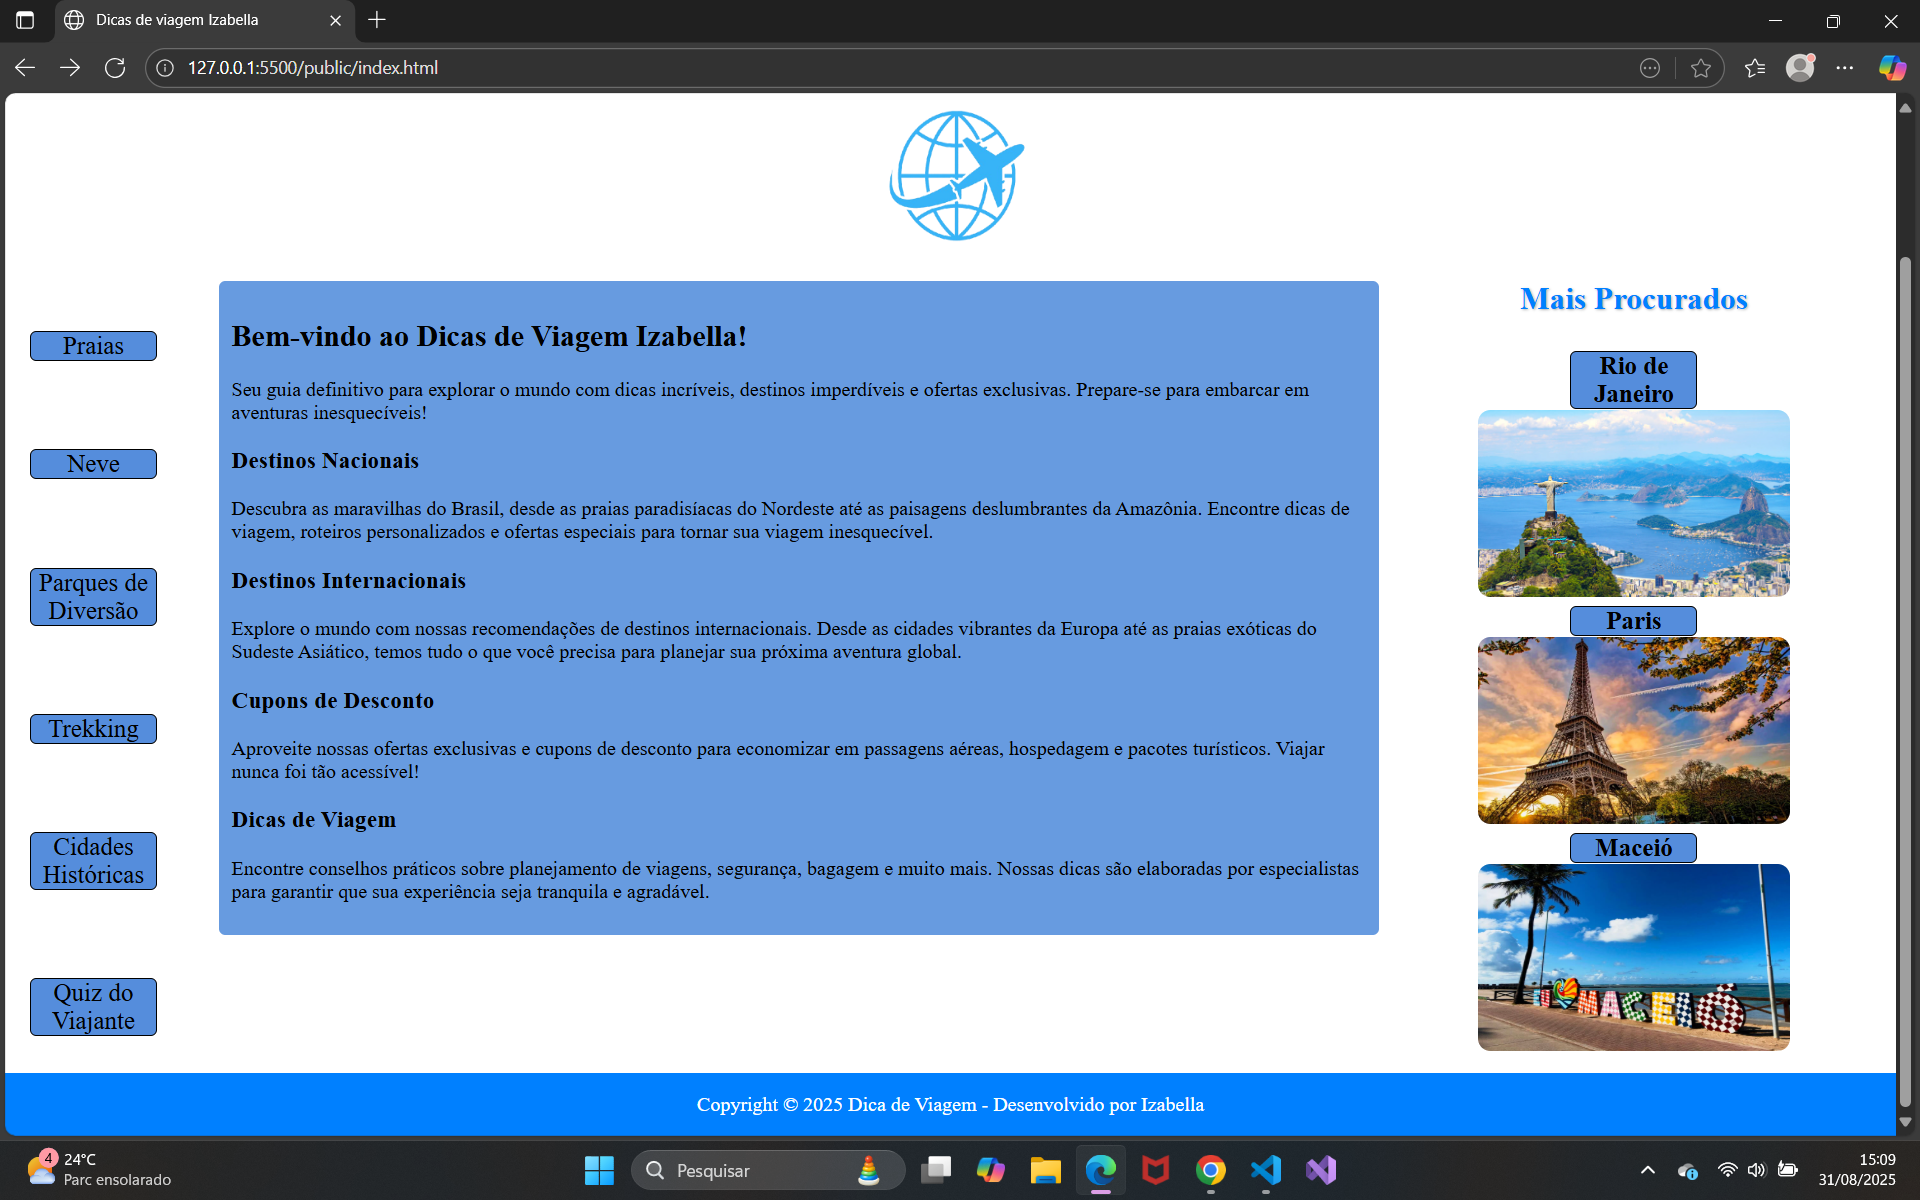 Dicas de viagem Izabella
127.0.0.1:5500/public/index.html
Praias
Neve
Parques de
Diversão
Trekking
Cidades
Históricas
Quiz do
Viajante
Bem-vindo ao Dicas de Viagem Izabella!
Seu guia definitivo para explorar o mundo com dicas incríveis, destinos imperdíveis e ofertas exclusivas. Prepare-se para embarcar em
aventuras inesquecíveis!
Destinos Nacionais
Descubra as maravilhas do Brasil, desde as praias paradisíacas do Nordeste até as paisagens deslumbrantes da Amazônia. Encontre dicas de
viagem, roteiros personalizados e ofertas especiais para tornar sua viagem inesquecível.
Destinos Internacionais
Explore o mundo com nossas recomendações de destinos internacionais. Desde as cidades vibrantes da Europa até as praias exóticas do
Sudeste Asiático, temos tudo o que você precisa para planejar sua próxima aventura global.
Cupons de Desconto
Aproveite nossas ofertas exclusivas e cupons de desconto para economizar em passagens aéreas, hospedagem e pacotes turísticos. Viajar
nunca foi tão acessível!
Dicas de Viagem
Encontre conselhos práticos sobre planejamento de viagens, segurança, bagagem e muito mais. Nossas dicas são elaboradas por especialistas
para garantir que sua experiência seja tranquila e agradável.
Mais Procurados
Rio de
Janeiro
Paris
Maceió
MACEIÓ
Copyright © 2025 Dica de Viagem - Desenvolvido por Izabella
4
24°C
Parc ensolarado
Pesquisar
15:09
31/08/2025